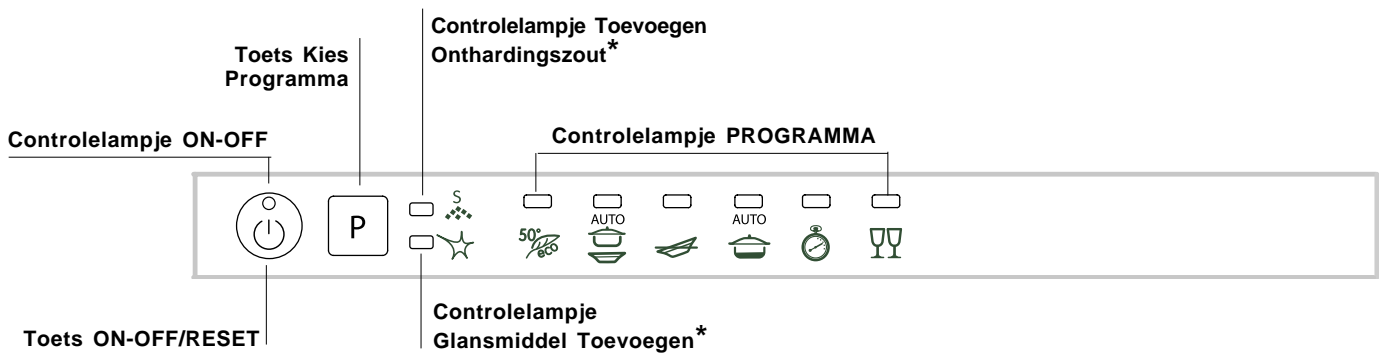 Controlelampje Toevoegen
Onthardingszout*
Toets Kies
Programma
Controlelampje ON-OFF
Controlelampje PROGRAMMA
S
P
AUTO
AUTO
50°
eco
Toets ON-OFF/RESET
Controlelampje
Glansmiddel Toevoegen*